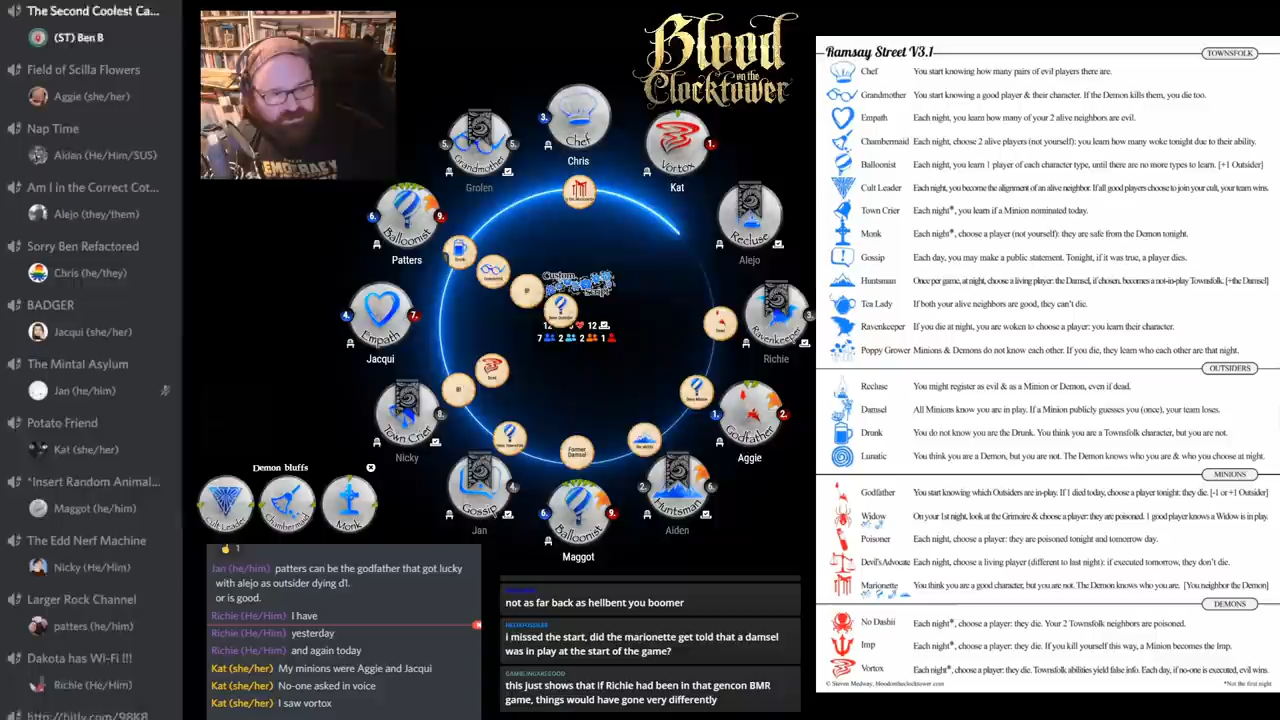 The Second Coolest Ca...
(ST) Ben B
Field of Scilla Flowers
Aggie (she/her)
Nap Time
Aidan (He/Him/SUS)
Am I in the Correct Cot...
Alejo (they/them)
Sorry Ben Refactored
Chris (he/they)
BADGER
Jacqui (she/her)
The Mental Asylum
Jan (he/him)
Potato Friend
Kat (she/her)
*Insert Random Animal...
Maggot (he/him)
The Edd Nerf Machine
Nicky (He/Him)
Larger Root Channel
pattes (he/him)
Dakota has Wi-Fi !!!
Richie (He/Him)
Blood
on the
Clocktower
Grandmother
Grolen
Chef
Chris
Vortox
Kat
Recluse
Alejo
Ravenkeeper
Richie
Godfather
Aggie
Huntsman
Aiden
Balloonist
Maggot
Gossip
Jan
Town Crier
Nicky
Empath
Jacqui
Balloonist
Patters
Former
Damsel
7 2 2 1
Demon bluffs
Cult Leader
Chambermaid
Monk
Jan (he/him) patters can be the godfather that got lucky
with alejo as outsider dying d1.
or is good.
Richie (He/Him) I have
Richie (He/Him) yesterday
Richie (He/Him) and again today
Kat (she/her) My minions were Aggie and Jacqui
Kat (she/her) No-one asked in voice
Kat (she/her) I saw vortox
not as far back as hellbent you boomer
i missed the start, did the marionette get told that a damsel
was in play at the start of the game?
this just shows that if Richie had been in that gencon BMR
game, things would have gone very differently
Ramsay Street V3.1
TOWNSFOLK
Chef You start knowing how many pairs of evil players there are.
Grandmother You start knowing a good player & their character. If the Demon kills them, you die too.
Empath Each night, you learn how many of your 2 alive neighbors are evil.
Chambermaid Each night, choose 2 alive players (not yourself): you learn how many woke tonight due to their ability.
Balloonist Each night, you learn 1 player of each character type, until there are no more types to learn. [+1 Outsider]
Cult Leader Each night, you become the alignment of an alive neighbor. If all good players choose to join your cult, your team wins.
Town Crier Each night*, you learn if a Minion nominated today.
Monk Each night*, choose a player (not yourself): they are safe from the Demon tonight.
Gossip Each day, you may make a public statement. Tonight, if it was true, a player dies.
Huntsman Once per game, at night, choose a living player: the Damsel, if chosen, becomes a not-in-play Townsfolk. [+the Damsel]
Tea Lady If both your alive neighbors are good, they can't die.
Ravenkeeper If you die at night, you are woken to choose a player: you learn their character.
Poppy Grower Minions & Demons do not know each other. If you die, they learn who each other are that night.
OUTSIDERS
Recluse You might register as evil & as a Minion or Demon, even if dead.
Damsel All Minions know you are in play. If a Minion publicly guesses you (once), your team loses.
Drunk You do not know you are the Drunk. You think you are a Townsfolk character, but you are not.
Lunatic You think you are a Demon, but you are not. The Demon knows who you are & who you choose at night.
MINIONS
Godfather You start knowing which Outsiders are in-play. If 1 died today, choose a player tonight: they die. [-1 or +1 Outsider]
Widow On your 1st night, look at the Grimoire & choose a player: they are poisoned. 1 good player knows a Widow is in play.
Poisoner Each night, choose a player: they are poisoned tonight and tomorrow day.
Devil's Advocate Each night, choose a living player (different to last night): if executed tomorrow, they don't die.
Marionette You think you are a good character, but you are not. The Demon knows who you are. [You neighbor the Demon]
DEMONS
No Dashii Each night*, choose a player: they die. Your 2 Townsfolk neighbors are poisoned.
Imp Each night*, choose a player: they die. If you kill yourself this way, a Minion becomes the Imp.
Vortox Each night*, choose a player: they die. Townsfolk abilities yield false info. Each day, if no-one is executed, evil wins.
© Steven Medway, bloodontheclocktower.com
*Not the first night